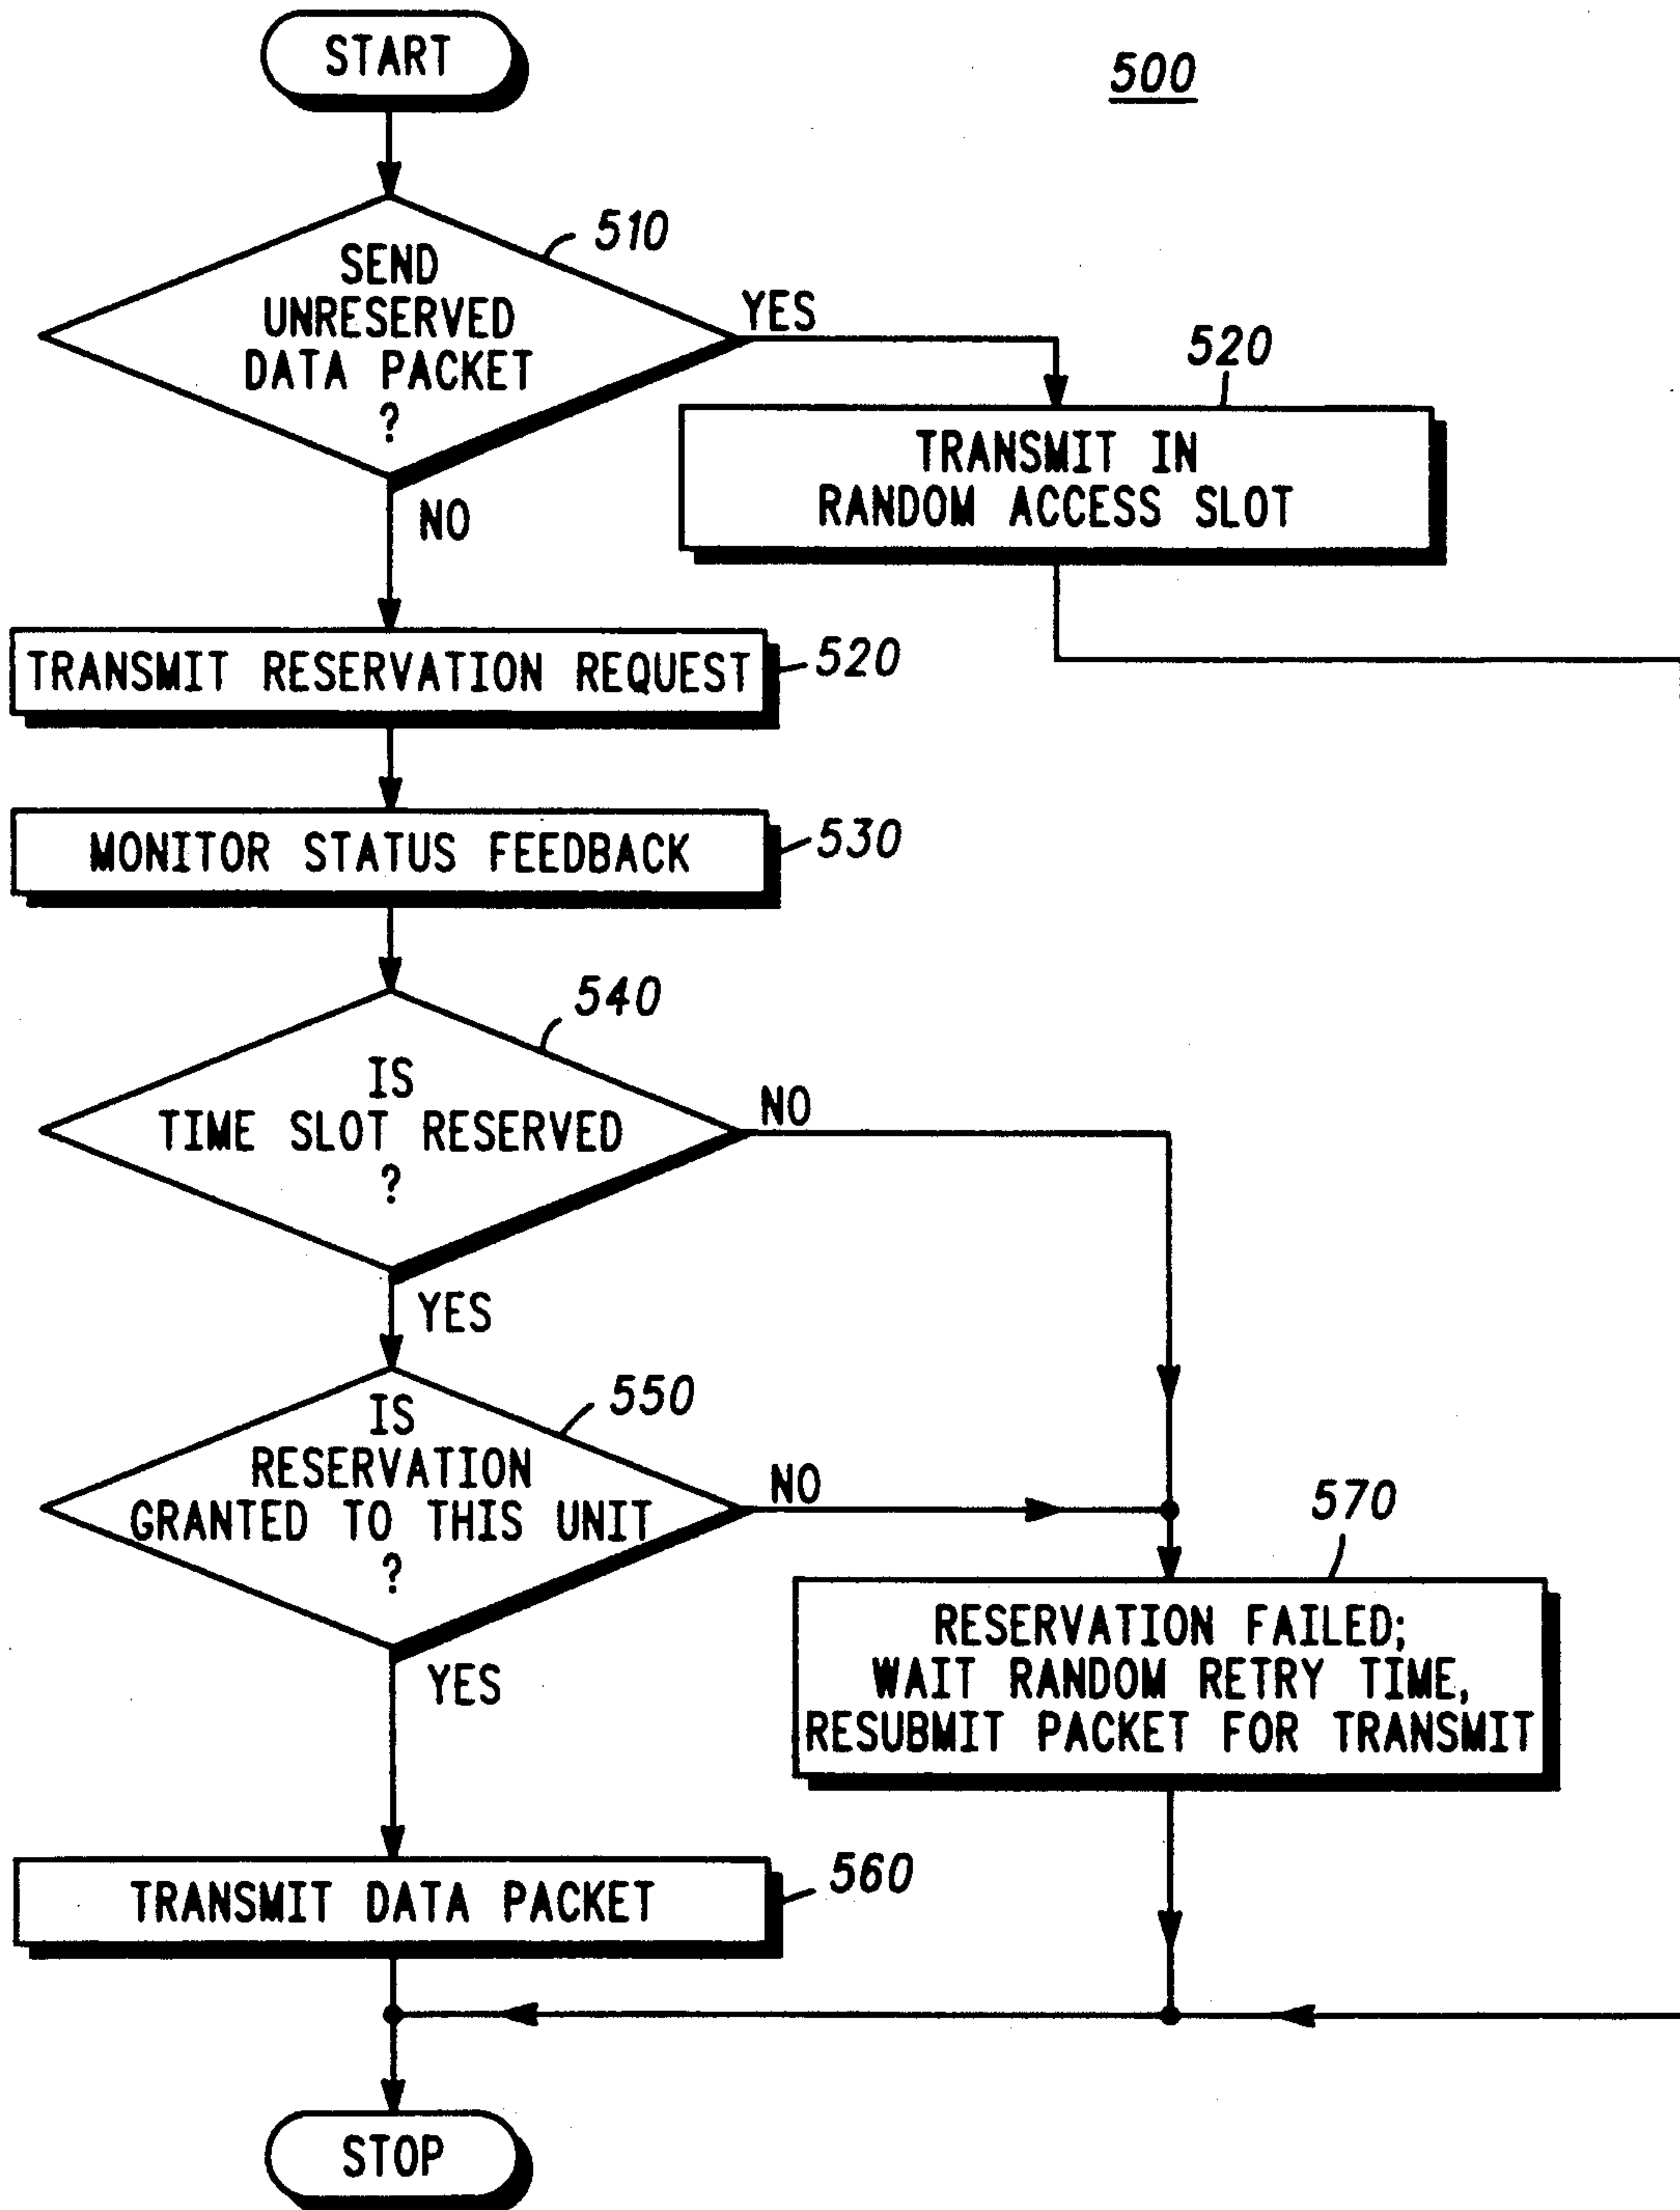 START
500
510
SEND
UNRESERVED
DATA PACKET
?
YES
520
TRANSMIT IN
RANDOM ACCESS SLOT
NO
TRANSMIT RESERVATION REQUEST
520
MONITOR STATUS FEEDBACK
530
540
IS
TIME SLOT RESERVED
?
NO
YES
550
IS
RESERVATION
GRANTED TO THIS UNIT
?
NO
570
RESERVATION FAILED;
WAIT RANDOM RETRY TIME,
RESUBMIT PACKET FOR TRANSMIT
YES
TRANSMIT DATA PACKET
560
STOP